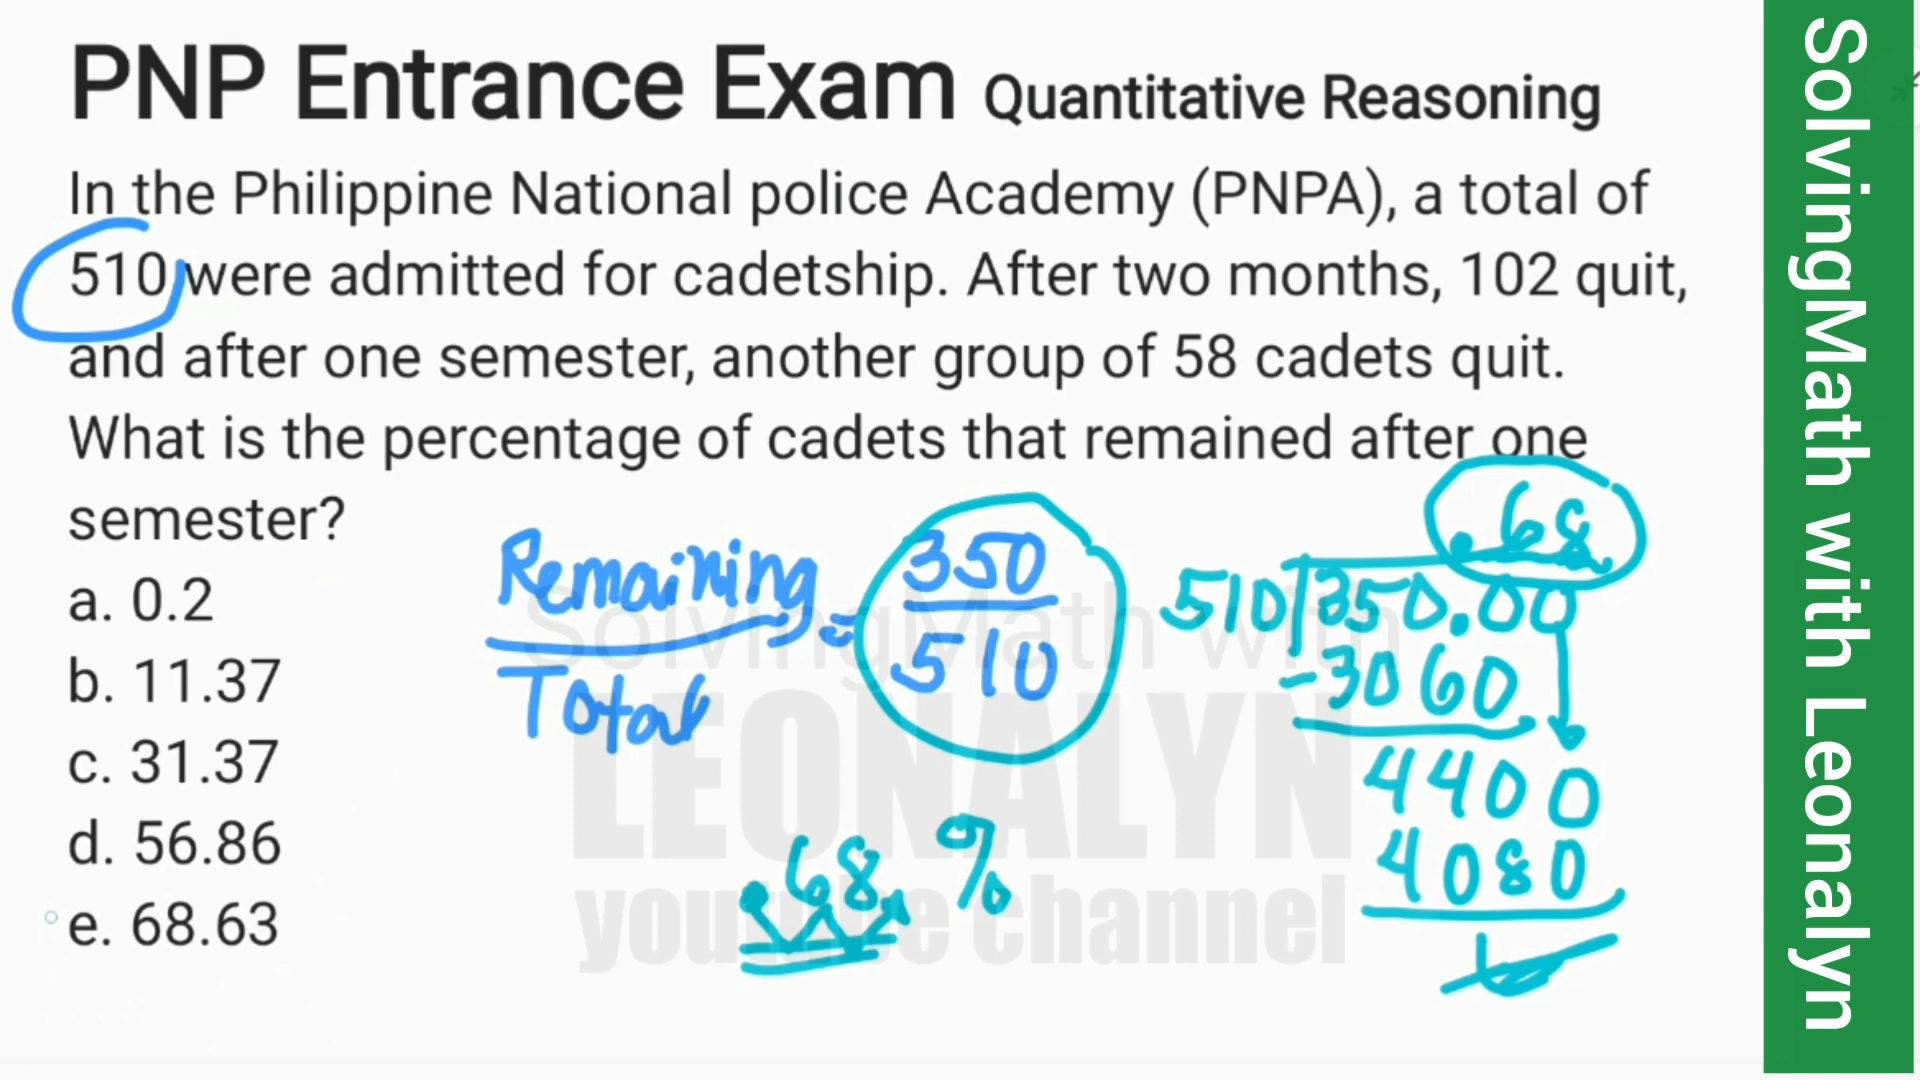 PNP Entrance Exam Quantitative Reasoning
In the Philippine National police Academy (PNPA), a total of
510 were admitted for cadetship. After two months, 102 quit,
and after one semester, another group of 58 cadets quit.
What is the percentage of cadets that remained after one
semester?
a. 0.2
b. 11.37
c. 31.37
d. 56.86
e. 68.63
Remaining
Total
=
350
510
.68
510 350.00
-3060
4400
4080
.68 %
SolvingMath with
LEONALYN
youtube channel
SolvingMath with Leonalyn